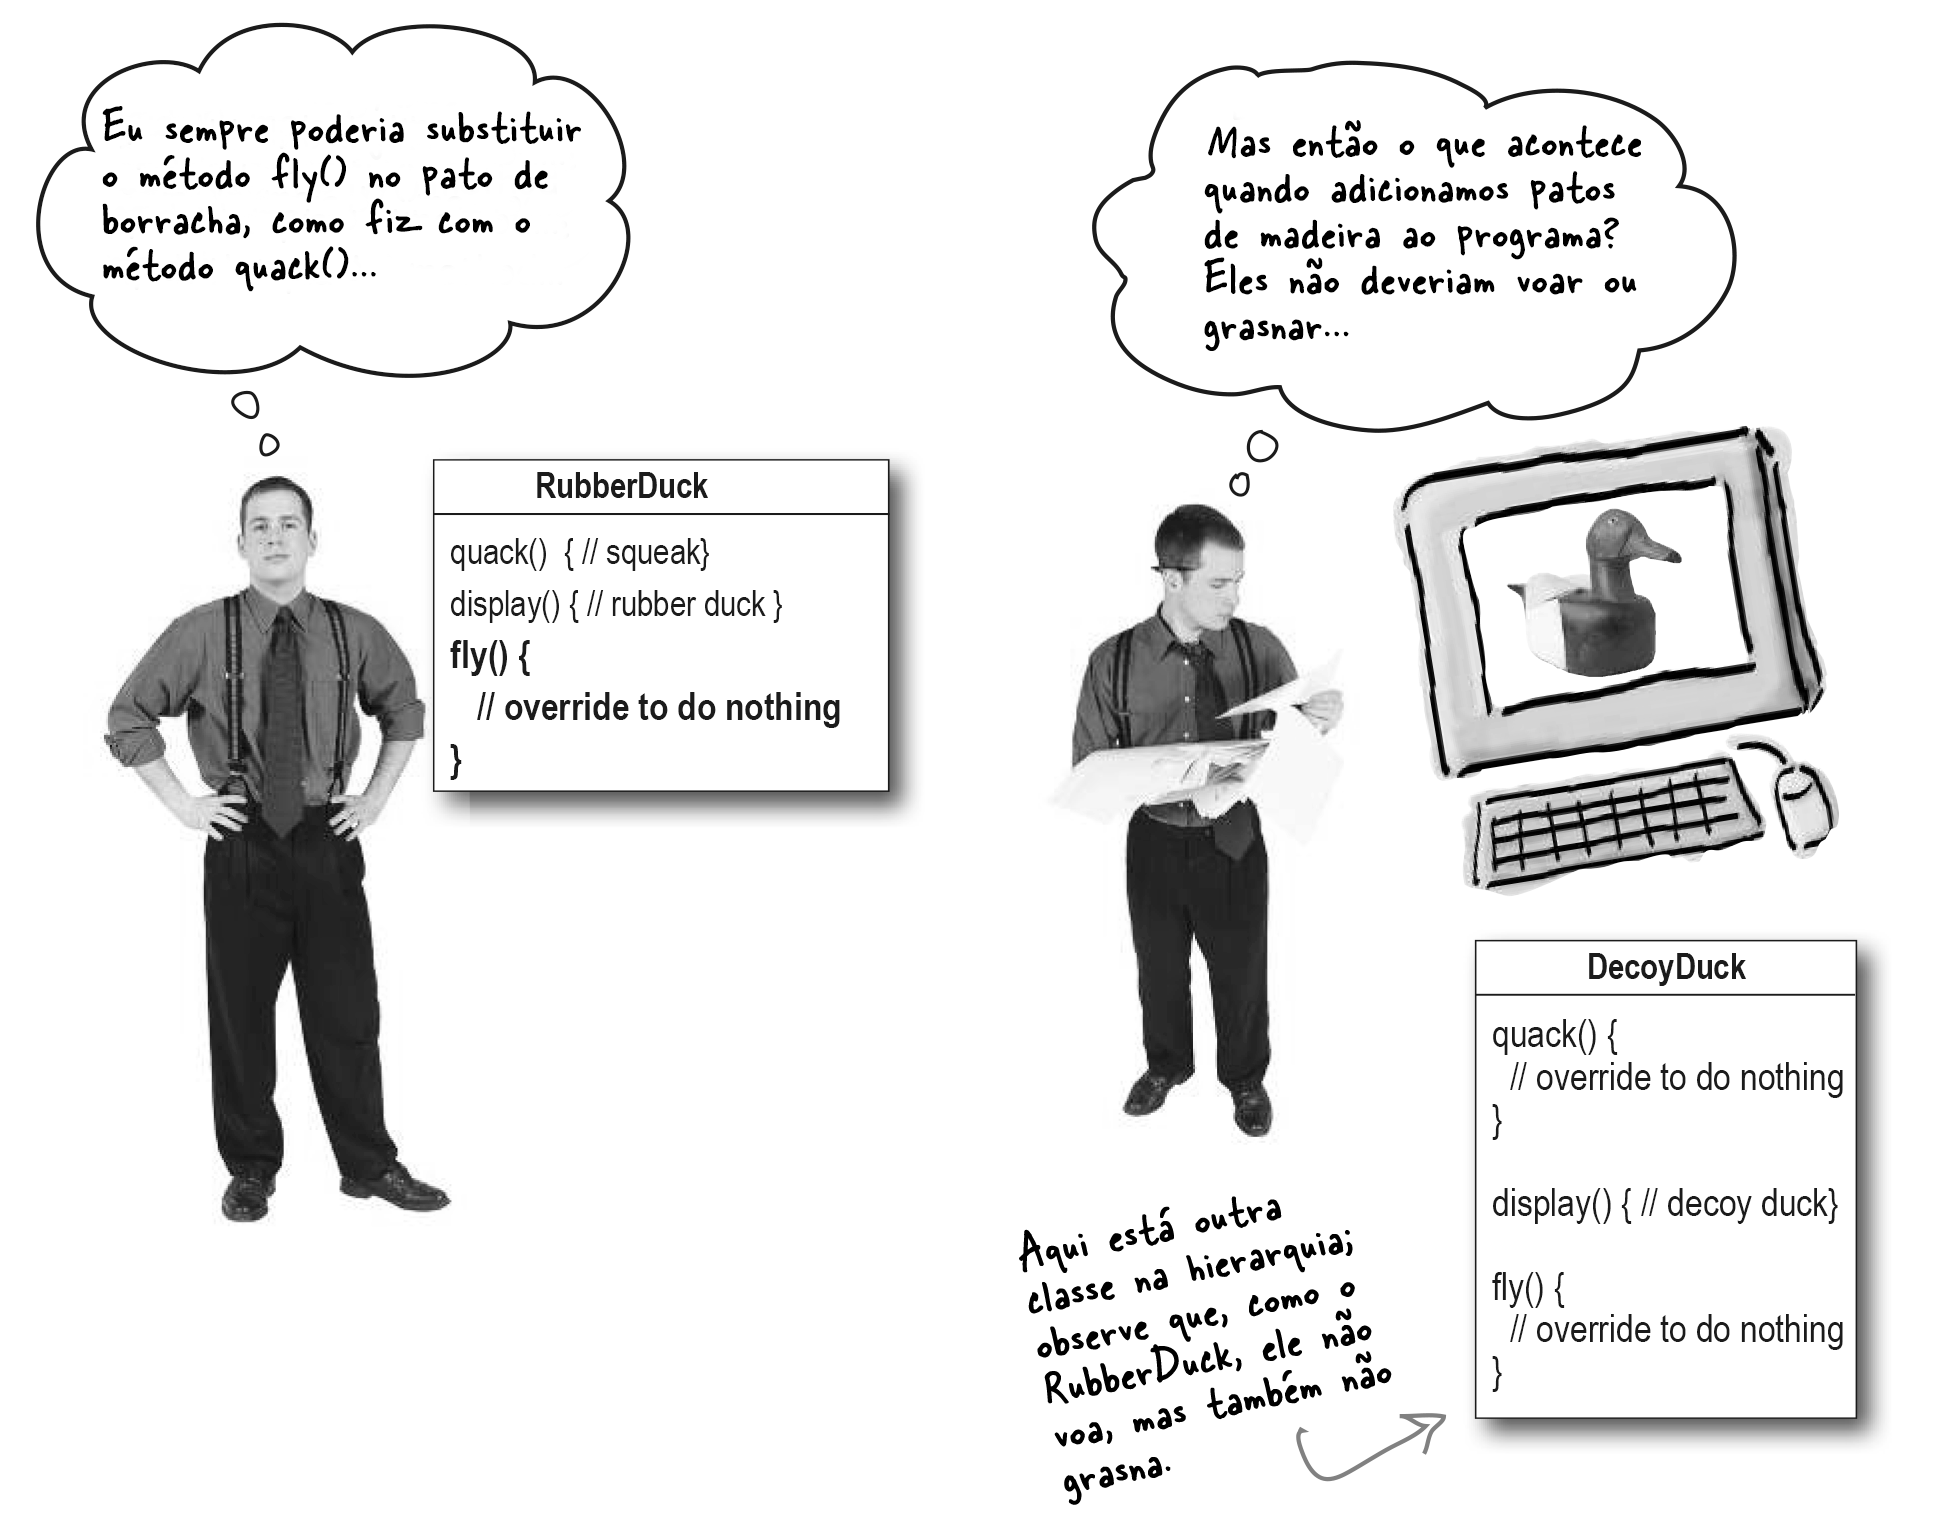 Eu sempre poderia substituir
o método fly() no pato de
borracha, como fiz com o
método quack()...
RubberDuck
quack() { // squeak}
display() { // rubber duck }
fly() {
// override to do nothing
}
Mas então o que acontece
quando adicionamos patos
de madeira ao programa?
Eles não deveriam voar ou
grasnar...
DecoyDuck
quack() {
// override to do nothing
}
display() { // decoy duck}
fly() {
// override to do nothing
}
Aqui está outra
classe na hierarquia;
observe que, como o
RubberDuck, ele não
voa, mas também não
grasna.